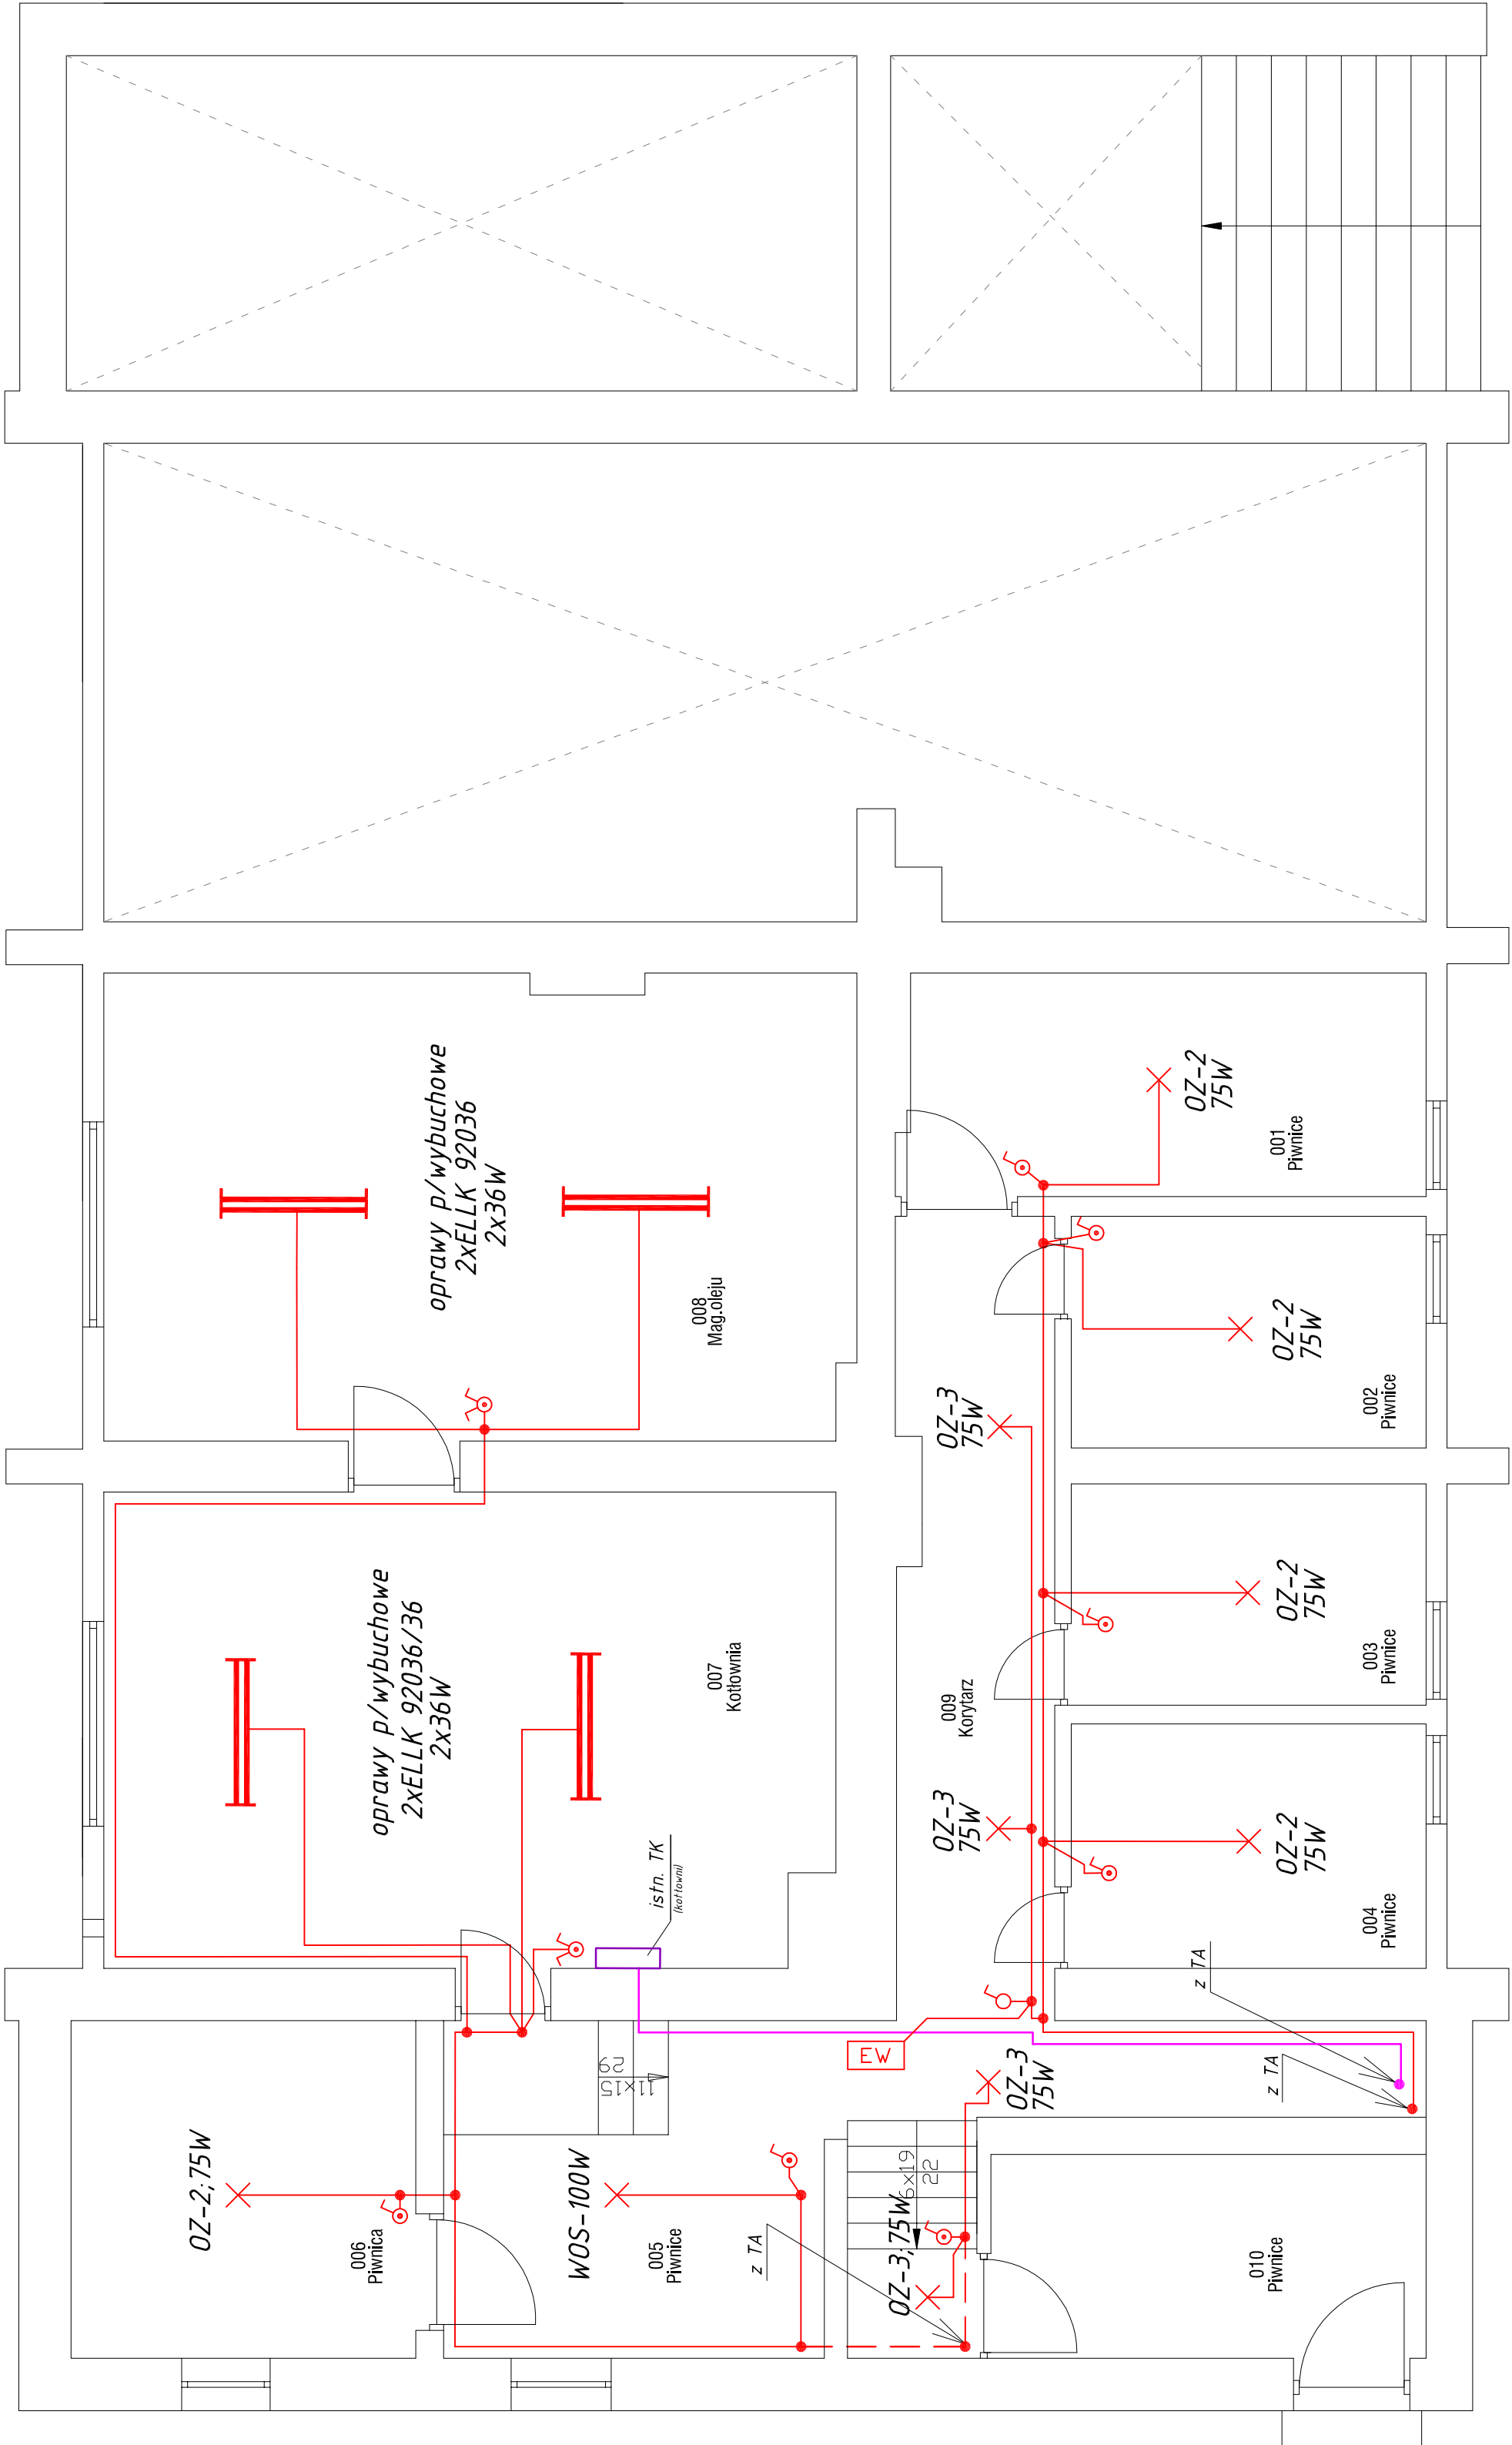 oprawy p/wybuchowe
2xELLK 92036
2x36W
008
Mag.oleju
OZ-2
75W
001
Piwnice
OZ-2
75W
002
Piwnice
OZ-3
75W
oprawy p/wybuchowe
2xELLK 92036/36
2x36W
007
Kotłownia
OZ-2
75W
003
Piwnice
009
Korytarz
OZ-3
75W
OZ-2
75W
004
Piwnice
istn. TK
(kotłowni)
z TA
z TA
EW
11x15
29
OZ-3
75W
OZ-2;75W
006
Piwnica
WOS-100W
005
Piwnice
z TA
6x19
22
OZ-3;75W
010
Piwnice